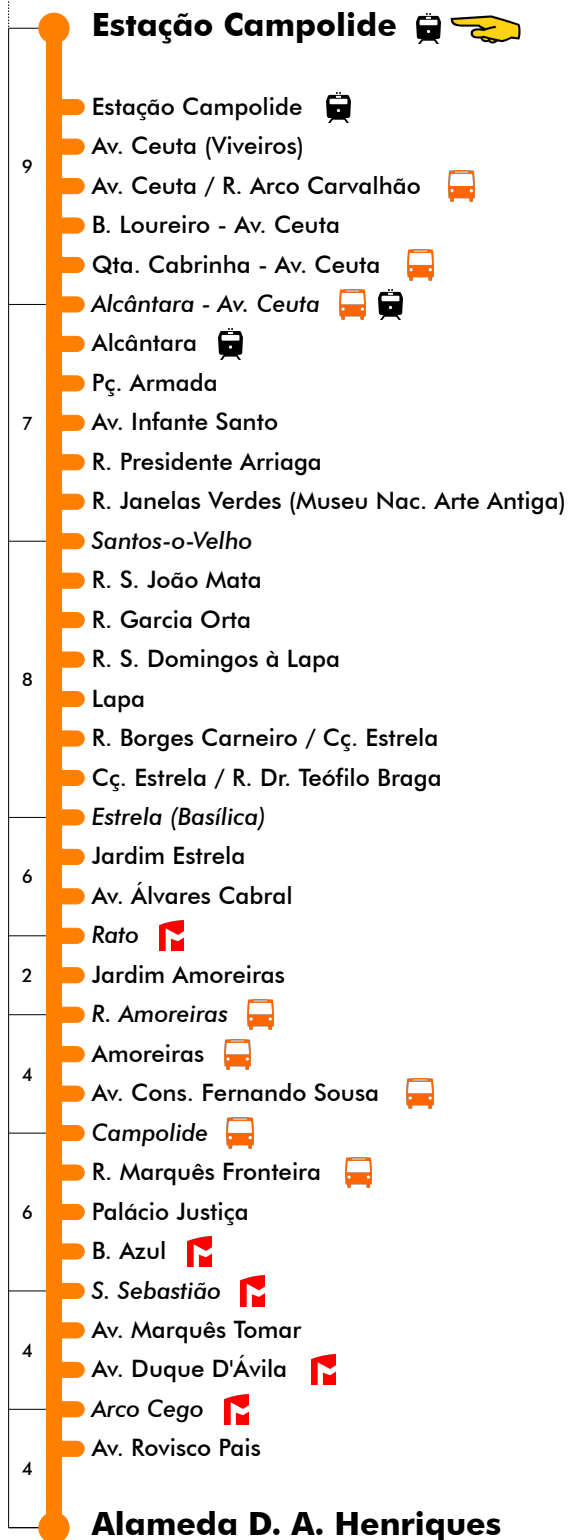 Estação Campolide
Estação Campolide
Av. Ceuta (Viveiros)
9
Av. Ceuta / R. Arco Carvalhão
B. Loureiro - Av. Ceuta
Qta. Cabrinha - Av. Ceuta
Alcântara - Av. Ceuta
Alcântara
Pç. Armada
7
Av. Infante Santo
R. Presidente Arriaga
R. Janelas Verdes (Museu Nac. Arte Antiga)
Santos-o-Velho
R. S. João Mata
R. Garcia Orta
R. S. Domingos à Lapa
8
Lapa
R. Borges Carneiro / Cç. Estrela
Cç. Estrela / R. Dr. Teófilo Braga
Estrela (Basílica)
Jardim Estrela
6
Av. Álvares Cabral
Rato
2
Jardim Amoreiras
R. Amoreiras
Amoreiras
4
Av. Cons. Fernando Sousa
Campolide
R. Marquês Fronteira
6
Palácio Justiça
B. Azul
S. Sebastião
Av. Marquês Tomar
4
Av. Duque D'Ávila
Arco Cego
Av. Rovisco Pais
4
Alameda D. A. Henriques